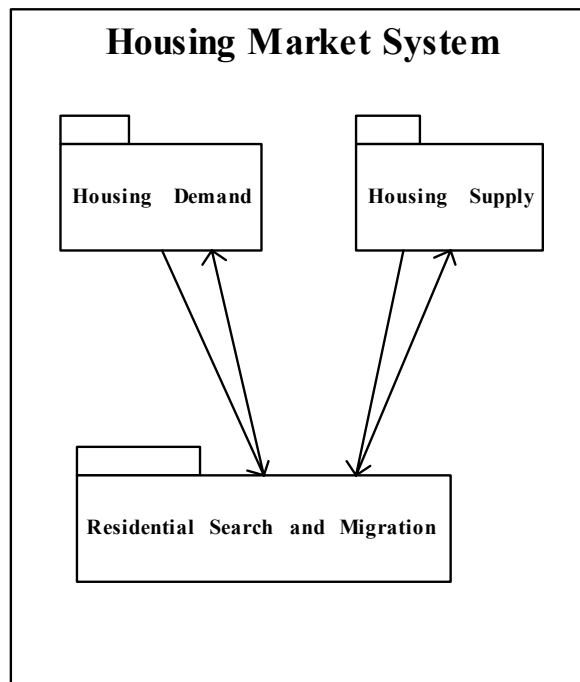 Housing Market System
Housing Demand
Housing Supply
Residential Search and Migration